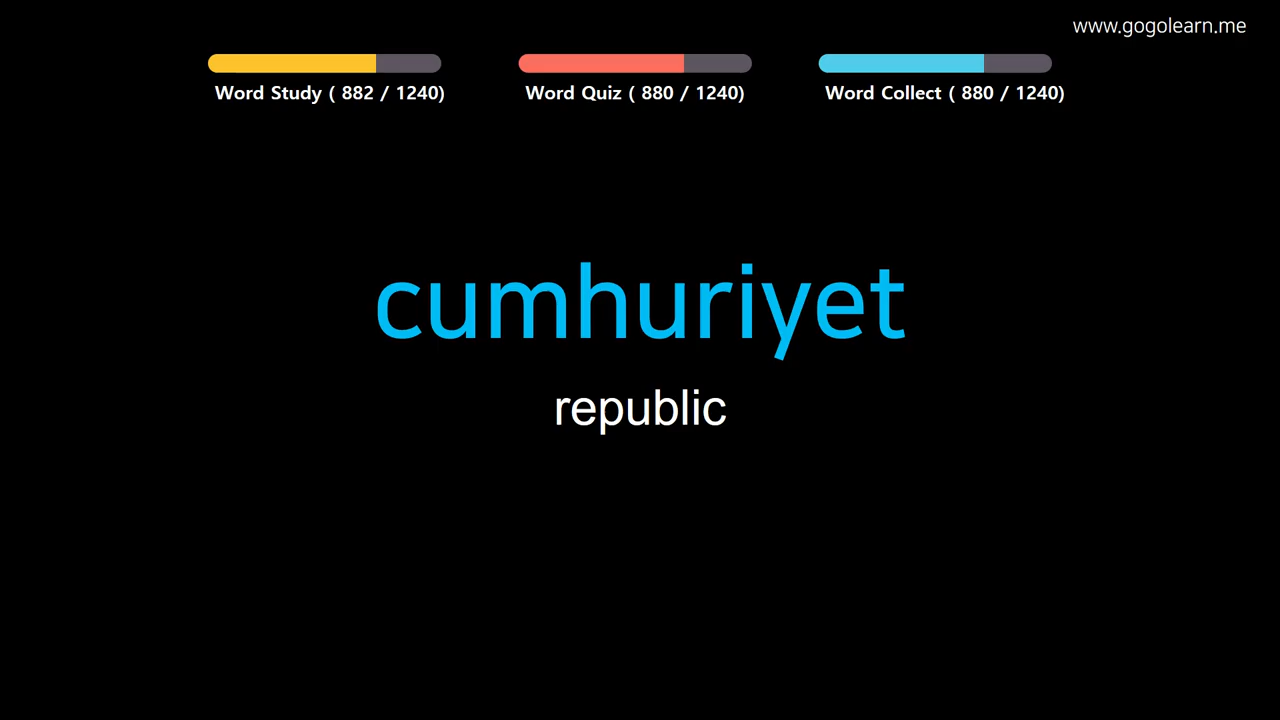 www.gogolearn.me
Word Study ( 882 / 1240)
Word Quiz ( 880 / 1240)
Word Collect ( 880 / 1240)
cumhuriyet
republic